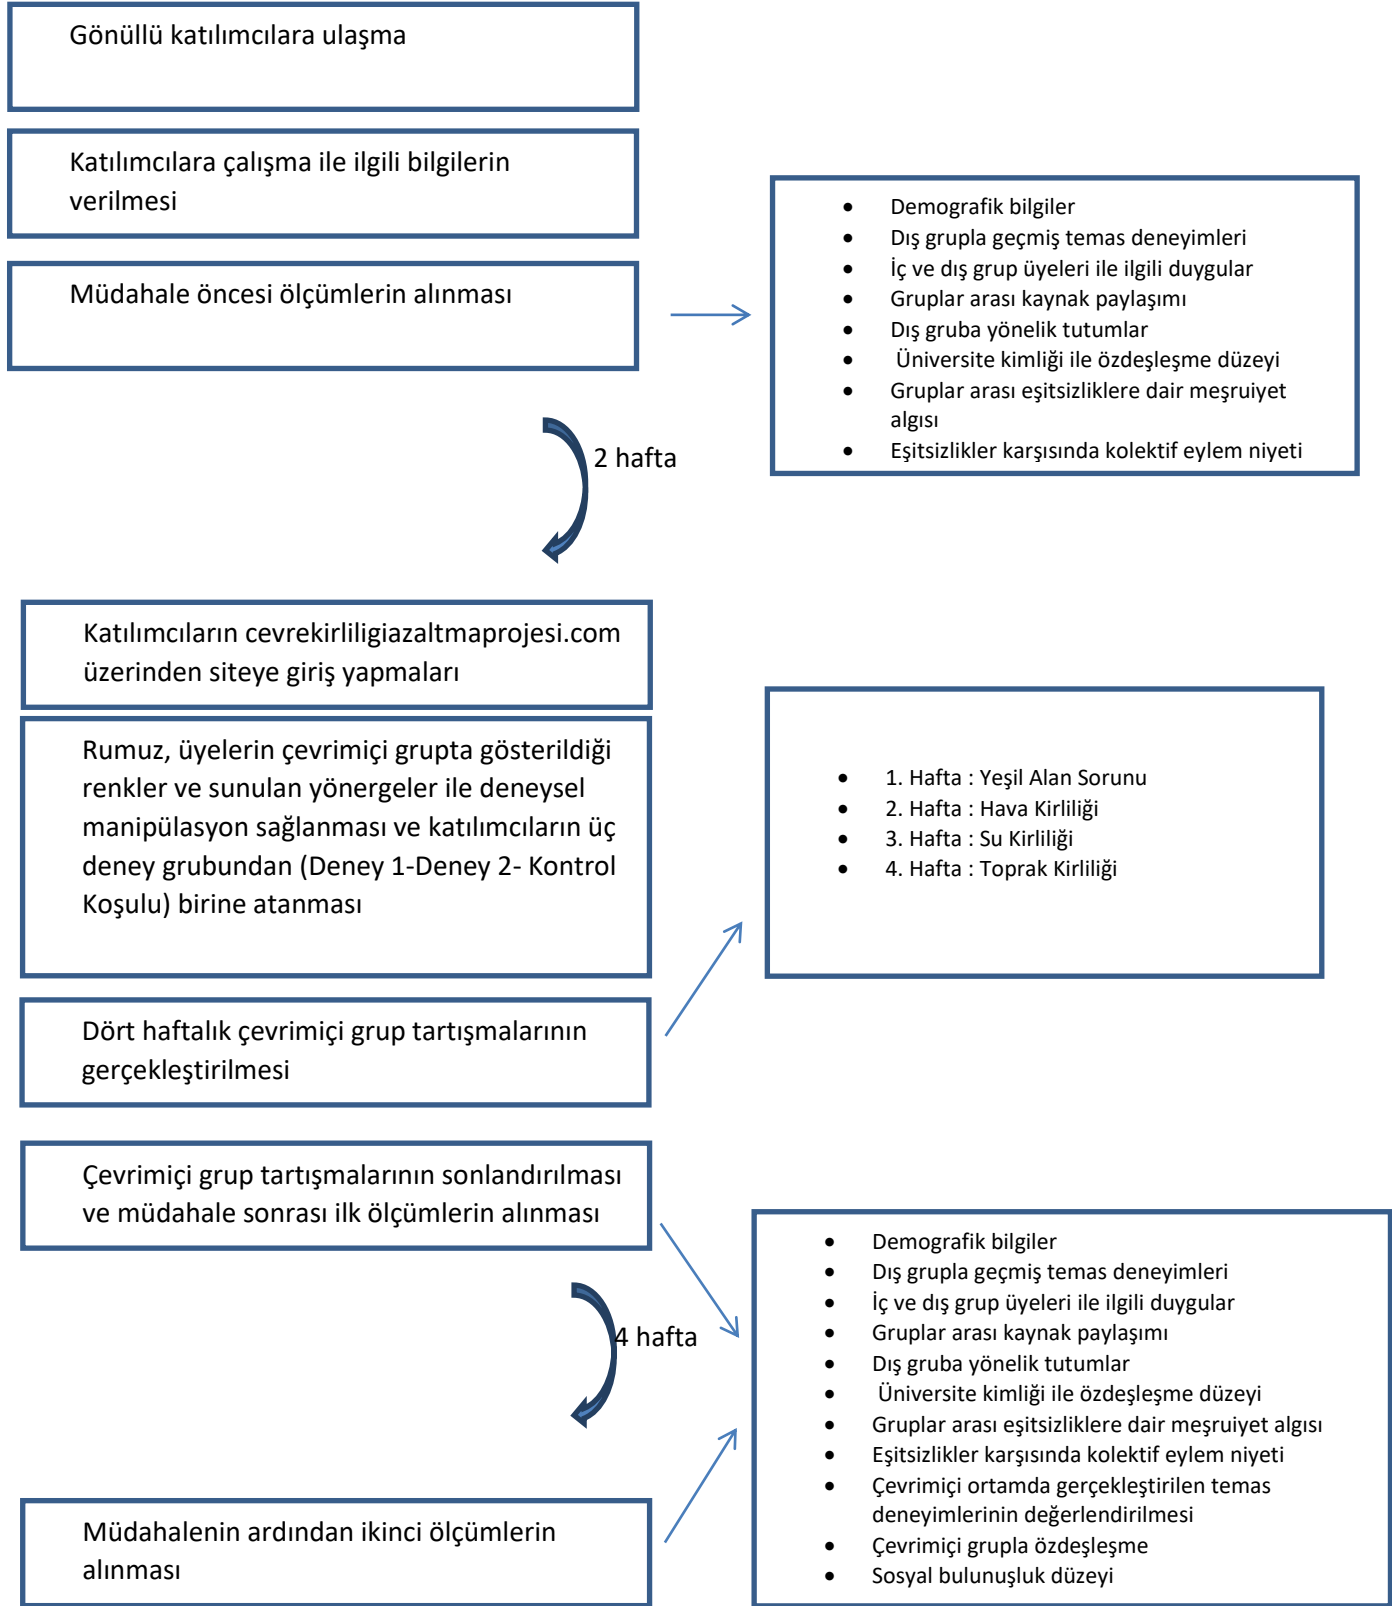 Gönüllü katılımcılara ulaşma
Katılımcılara çalışma ile ilgili bilgilerin
verilmesi
Müdahale öncesi ölçümlerin alınması
• Demografik bilgiler
• Dış grupla geçmiş temas deneyimleri
• İç ve dış grup üyeleri ile ilgili duygular
• Gruplar arası kaynak paylaşımı
• Dış gruba yönelik tutumlar
• Üniversite kimliği ile özdeşleşme düzeyi
• Gruplar arası eşitsizliklere dair meşruiyet
algısı
• Eşitsizlikler karşısında kolektif eylem niyeti
2 hafta
Katılımcıların cevrekirliligiazaltmaprojesi.com
üzerinden siteye giriş yapmaları
Rumuz, üyelerin çevrimiçi grupta gösterildiği
renkler ve sunulan yönergeler ile deneysel
manipülasyon sağlanması ve katılımcıların üç
deney grubundan (Deney 1-Deney 2- Kontrol
Koşulu) birine atanması
• 1. Hafta : Yeşil Alan Sorunu
• 2. Hafta : Hava Kirliliği
• 3. Hafta : Su Kirliliği
• 4. Hafta : Toprak Kirliliği
Dört haftalık çevrimiçi grup tartışmalarının
gerçekleştirilmesi
Çevrimiçi grup tartışmalarının sonlandırılması
ve müdahale sonrası ilk ölçümlerin alınması
4 hafta
• Demografik bilgiler
• Dış grupla geçmiş temas deneyimleri
• İç ve dış grup üyeleri ile ilgili duygular
• Gruplar arası kaynak paylaşımı
• Dış gruba yönelik tutumlar
• Üniversite kimliği ile özdeşleşme düzeyi
• Gruplar arası eşitsizliklere dair meşruiyet algısı
• Eşitsizlikler karşısında kolektif eylem niyeti
• Çevrimiçi ortamda gerçekleştirilen temas
deneyimlerinin değerlendirilmesi
• Çevrimiçi grupla özdeşleşme
• Sosyal bulunuşluk düzeyi
Müdahalenin ardından ikinci ölçümlerin
alınması